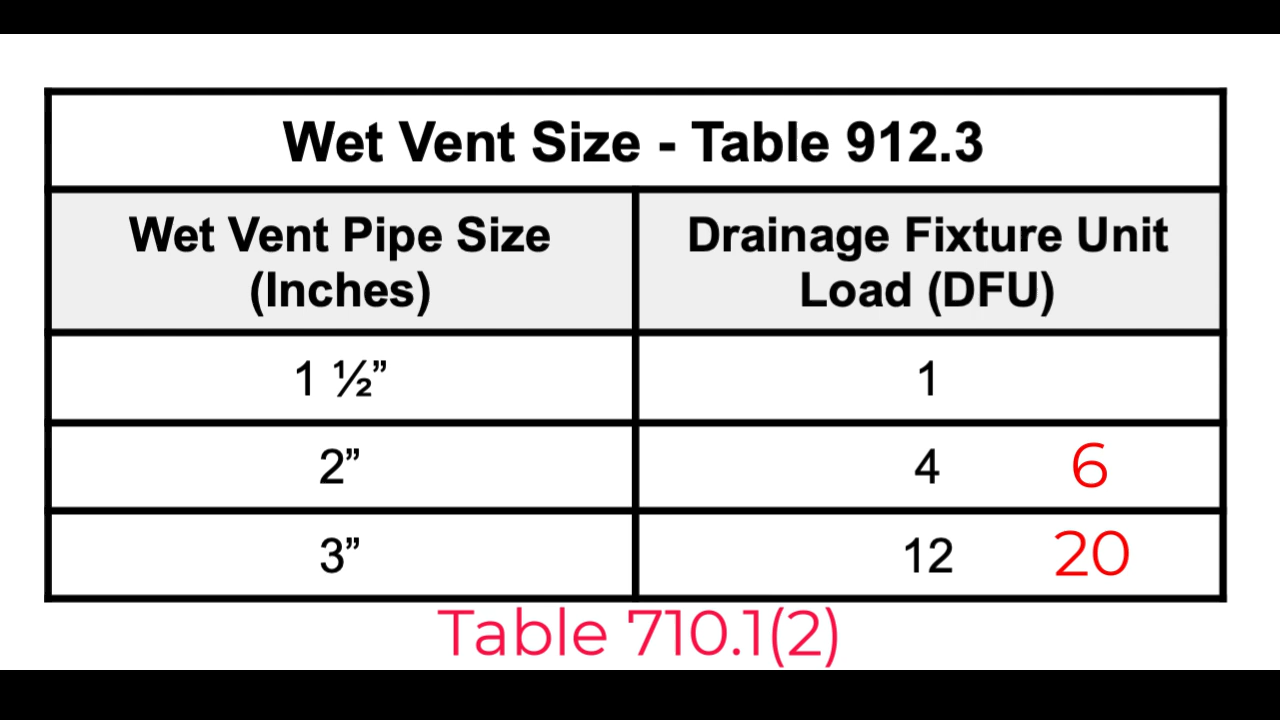 Wet Vent Size - Table 912.3
Wet Vent Pipe Size (Inches)
Drainage Fixture Unit Load (DFU)
1 ½” 1
2” 4 6
3” 12 20
Table 710.1(2)